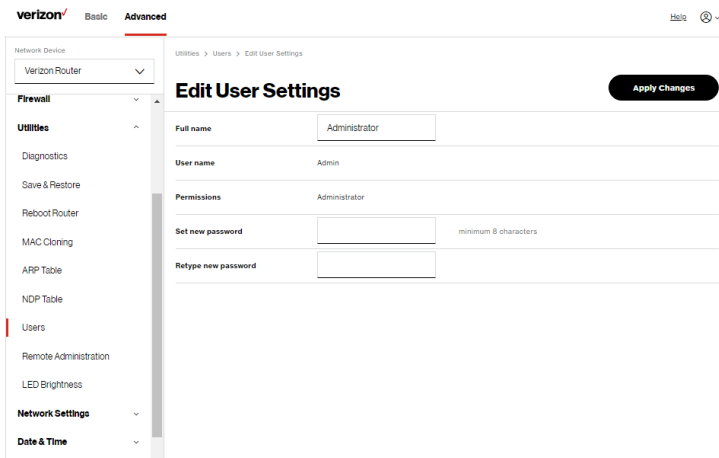 verizon
Basic
Advanced
Help
Network Device
Verizon Router
Firewall
Utilities
Diagnostics
Save & Restore
Reboot Router
MAC Cloning
ARP Table
NDP Table
Users
Remote Administration
LED Brightness
Network Settings
Date & Time
Utilities > Users > Edit User Settings
Edit User Settings
Apply Changes
Full name Administrator
User name Admin
Permissions Administrator
Set new password minimum 8 characters
Retype new password